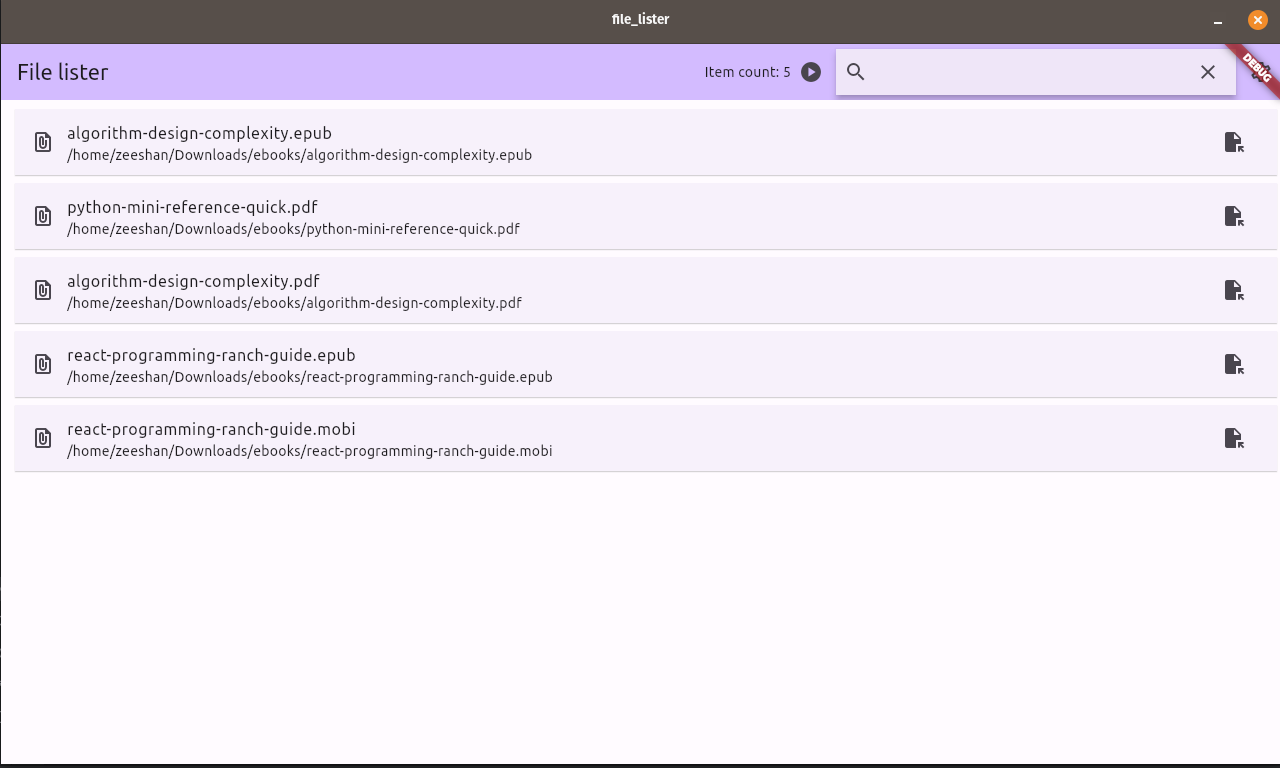 file_lister
File lister
Item count: 5
DEBUG
algorithm-design-complexity.epub
/home/zeeshan/Downloads/ebooks/algorithm-design-complexity.epub
python-mini-reference-quick.pdf
/home/zeeshan/Downloads/ebooks/python-mini-reference-quick.pdf
algorithm-design-complexity.pdf
/home/zeeshan/Downloads/ebooks/algorithm-design-complexity.pdf
react-programming-ranch-guide.epub
/home/zeeshan/Downloads/ebooks/react-programming-ranch-guide.epub
react-programming-ranch-guide.mobi
/home/zeeshan/Downloads/ebooks/react-programming-ranch-guide.mobi